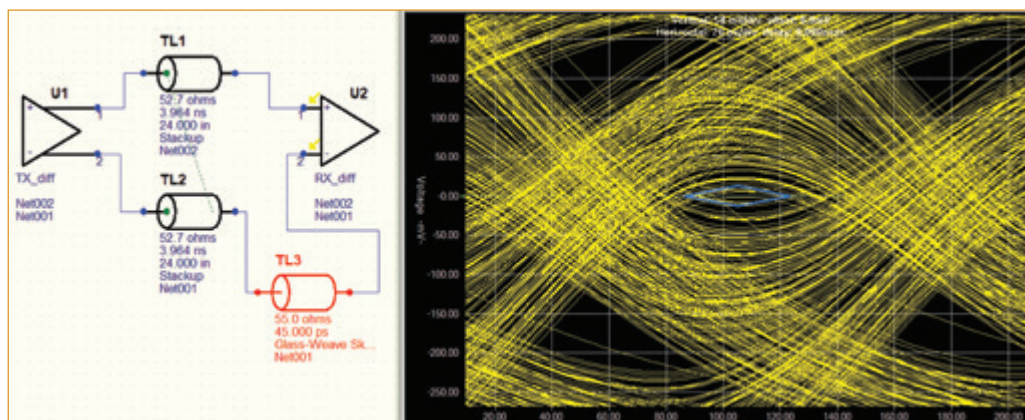 TL1
U1
U2
52.7 ohms
3.964 ns
24.000 in
Stackup
Net002
1
1
2
2
TX_diff
RX_diff
TL2
Net002
Net001
Net002
Net001
52.7 ohms
3.964 ns
24.000 in
Stackup
Net001
TL3
55.0 ohms
45.000 ps
Glass-Weave Sk...
Net001
200.00
150.00
100.00
50.00
-0.00
-50.00
-100.00
-150.00
-200.00
-250.00
Voltage -mV-
20.00
40.00
60.00
80.00
100.00
120.00
140.00
160.00
180.00